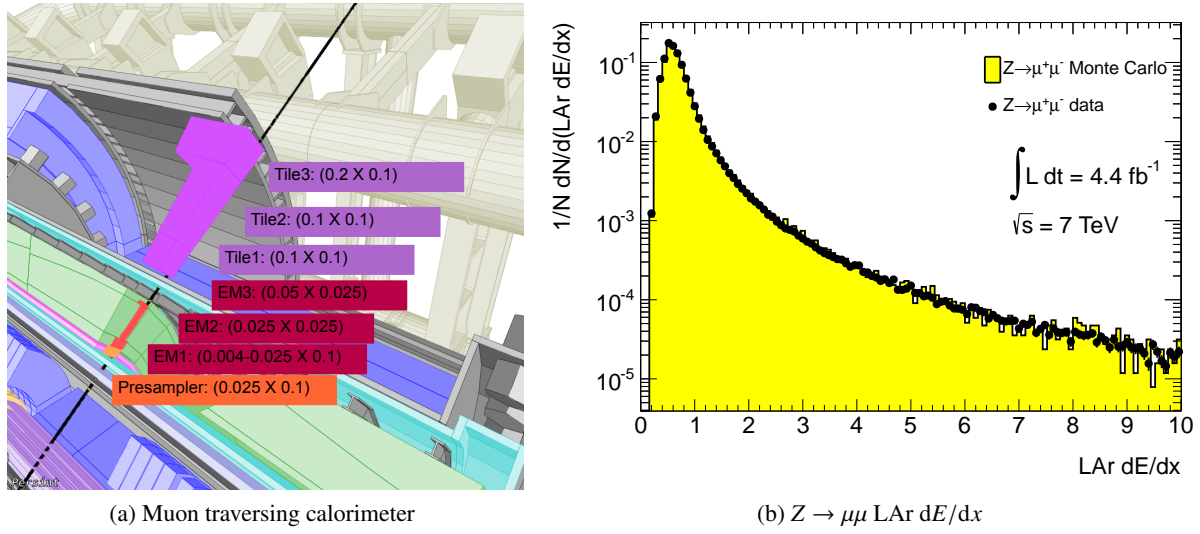 Tile3: (0.2 X 0.1)
Tile2: (0.1 X 0.1)
Tile1: (0.1 X 0.1)
EM3: (0.05 X 0.025)
EM2: (0.025 X 0.025)
EM1: (0.004-0.025 X 0.1)
Presampler: (0.025 X 0.1)
Persint
(a) Muon traversing calorimeter
1/N dN/d(LAr dE/dx)
10⁻¹
10⁻²
10⁻³
10⁻⁴
10⁻⁵
Z→μ⁺μ⁻ Monte Carlo
Z→μ⁺μ⁻ data
∫L dt = 4.4 fb⁻¹
√s = 7 TeV
0 1 2 3 4 5 6 7 8 9 10
LAr dE/dx
(b) Z → μμ LAr dE/dx